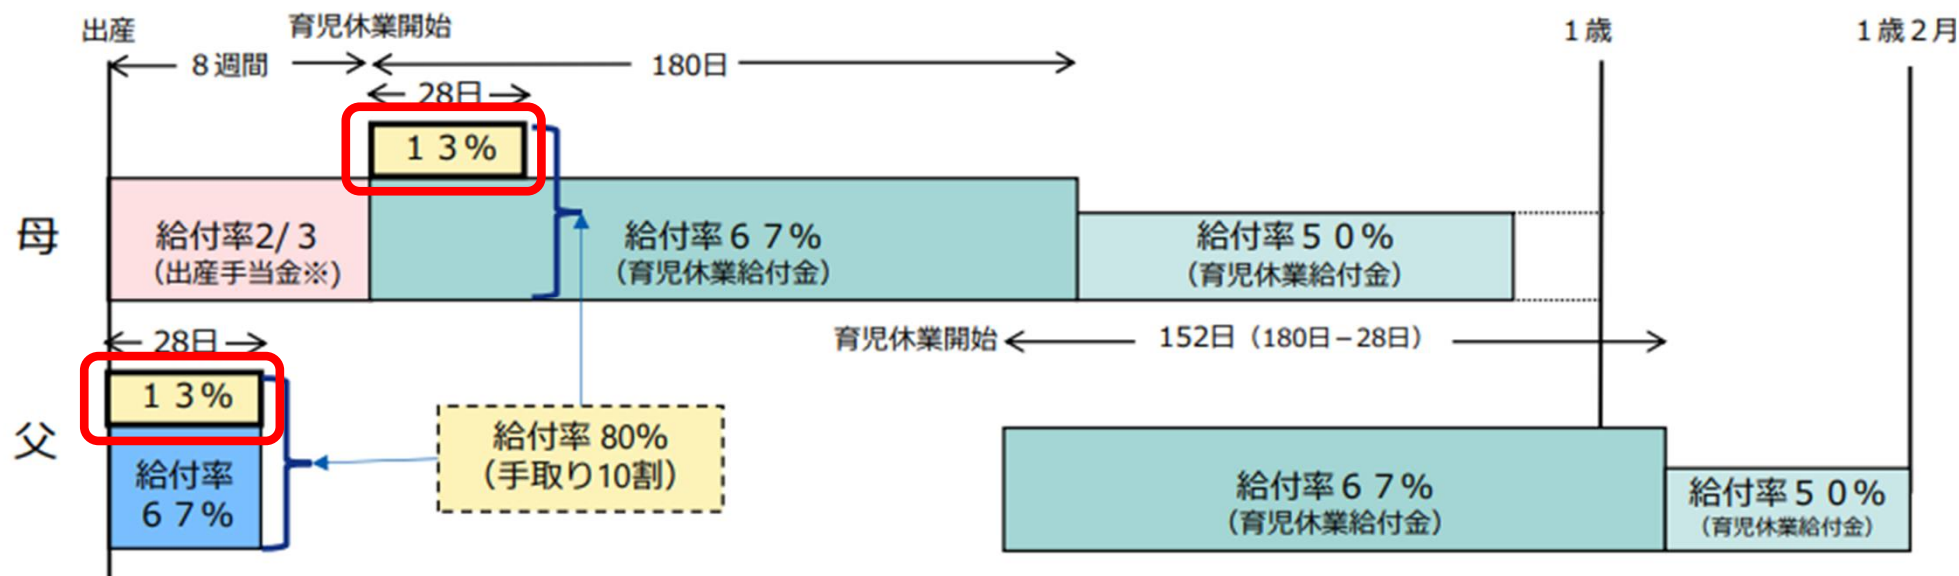 出産
育児休業開始
1歳
1歳2月
8週間
180日
28日
13%
母
給付率2/3
(出産手当金※)
給付率67%
(育児休業給付金)
給付率50%
(育児休業給付金)
28日
育児休業開始
152日(180日−28日)
13%
父
給付率
67%
給付率 80%
(手取り10割)
給付率67%
(育児休業給付金)
給付率50%
(育児休業給付金)